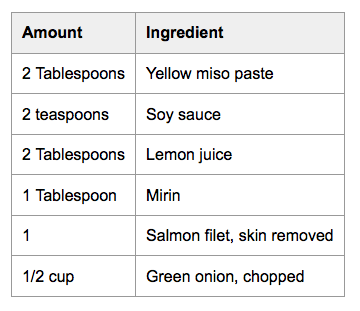 Amount Ingredient
2 Tablespoons Yellow miso paste
2 teaspoons Soy sauce
2 Tablespoons Lemon juice
1 Tablespoon Mirin
1 Salmon filet, skin removed
1/2 cup Green onion, chopped